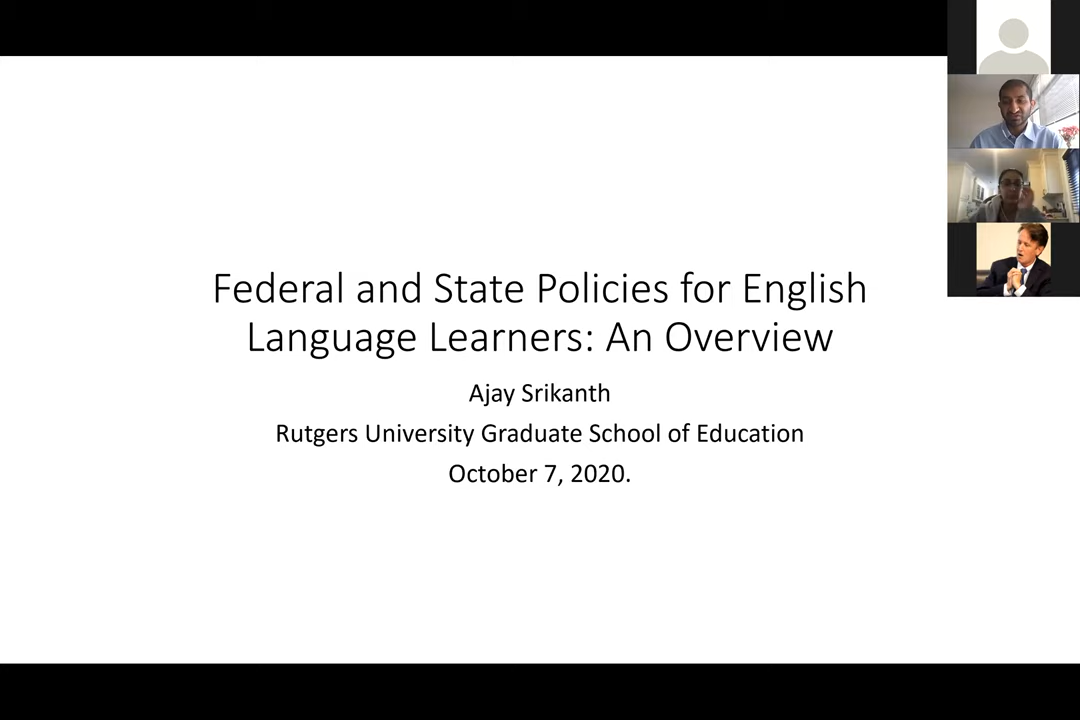 Federal and State Policies for English
Language Learners: An Overview
Ajay Srikanth
Rutgers University Graduate School of Education
October 7, 2020.